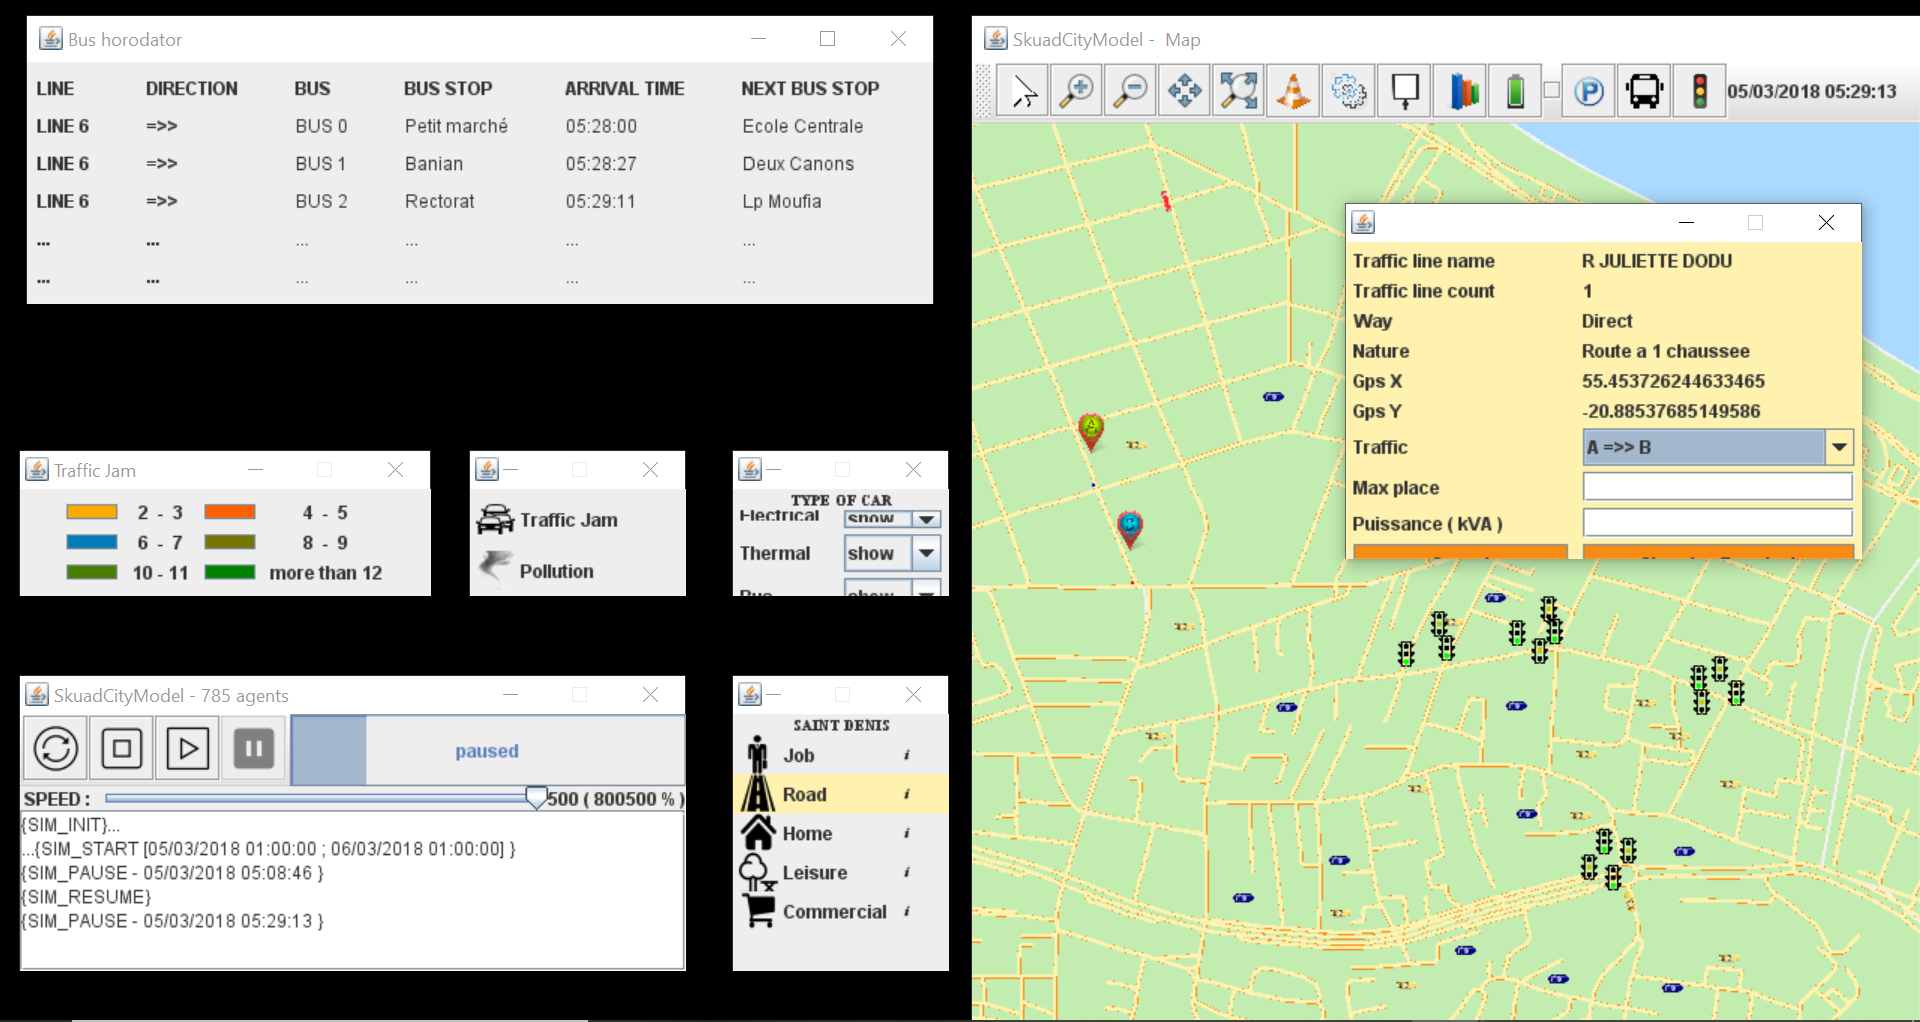 Bus horodator
LINE DIRECTION BUS BUS STOP ARRIVAL TIME NEXT BUS STOP
LINE 6 =>> BUS 0 Petit marché 05:28:00 Ecole Centrale
LINE 6 =>> BUS 1 Banian 05:28:27 Deux Canons
LINE 6 =>> BUS 2 Rectorat 05:29:11 Lp Moufia
... ... ... ... ... ...
... ... ... ... ... ...
Traffic Jam
2 - 3 4 - 5
6 - 7 8 - 9
10 - 11 more than 12
Traffic Jam
Pollution
TYPE OF CAR
Electrical show
Thermal show
Bus show
SkuadCityModel - 785 agents
paused
SPEED : 500 ( 800500 % )
{SIM_INIT}...
...{SIM_START [05/03/2018 01:00:00 ; 06/03/2018 01:00:00] }
{SIM_PAUSE - 05/03/2018 05:08:46 }
{SIM_RESUME}
{SIM_PAUSE - 05/03/2018 05:29:13 }
SAINT DENIS
Job i
Road i
Home i
Leisure i
Commercial i
SkuadCityModel - Map
P
05/03/2018 05:29:13
Traffic line name R JULIETTE DODU
Traffic line count 1
Way Direct
Nature Route a 1 chaussee
Gps X 55.453726244633465
Gps Y -20.88537685149586
Traffic A =>> B
Max place
Puissance ( kVA )